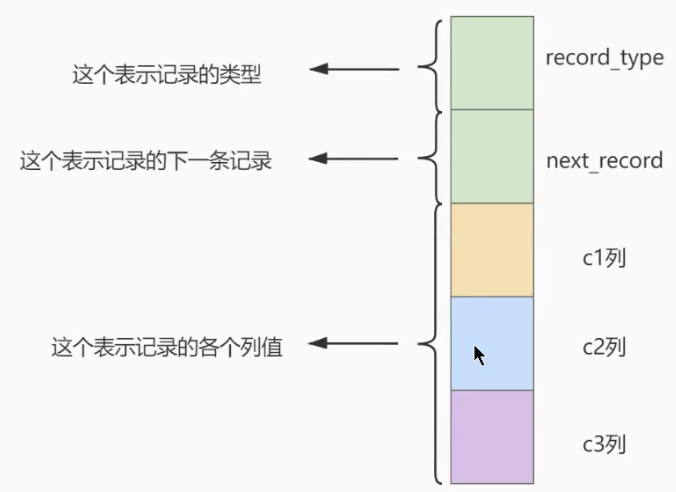 这个表示记录的类型
record_type
这个表示记录的下一条记录
next_record
c1列
这个表示记录的各个列值
c2列
c3列